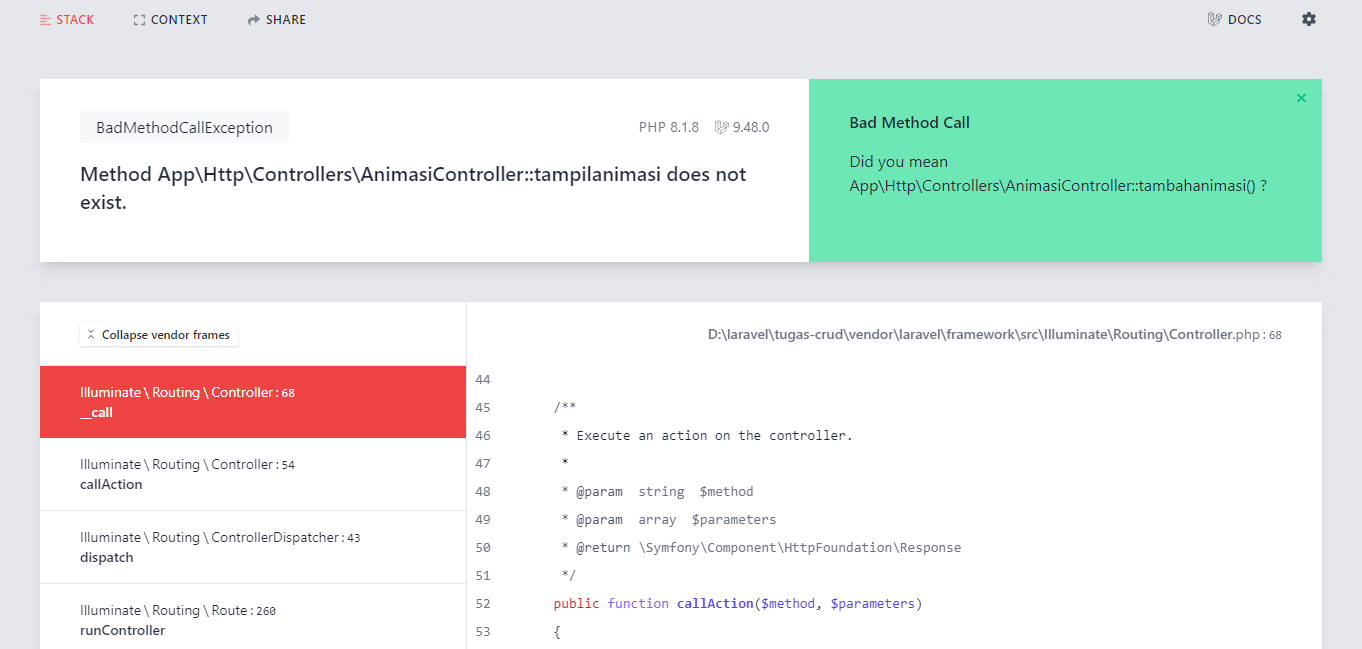 STACK CONTEXT SHARE DOCS
BadMethodCallException PHP 8.1.8 9.48.0
Method App\Http\Controllers\AnimasiController::tampilanimasi does not
exist.
Bad Method Call
Did you mean
App\Http\Controllers\AnimasiController::tambahanimasi() ?
Collapse vendor frames
Illuminate \ Routing \ Controller : 68
__call
Illuminate \ Routing \ Controller : 54
callAction
Illuminate \ Routing \ ControllerDispatcher : 43
dispatch
Illuminate \ Routing \ Route : 260
runController
D:\laravel\tugas-crud\vendor\laravel\framework\src\Illuminate\Routing\Controller.php : 68
44
45 /**
46 * Execute an action on the controller.
47 *
48 * @param string $method
49 * @param array $parameters
50 * @return \Symfony\Component\HttpFoundation\Response
51 */
52 public function callAction($method, $parameters)
53 {